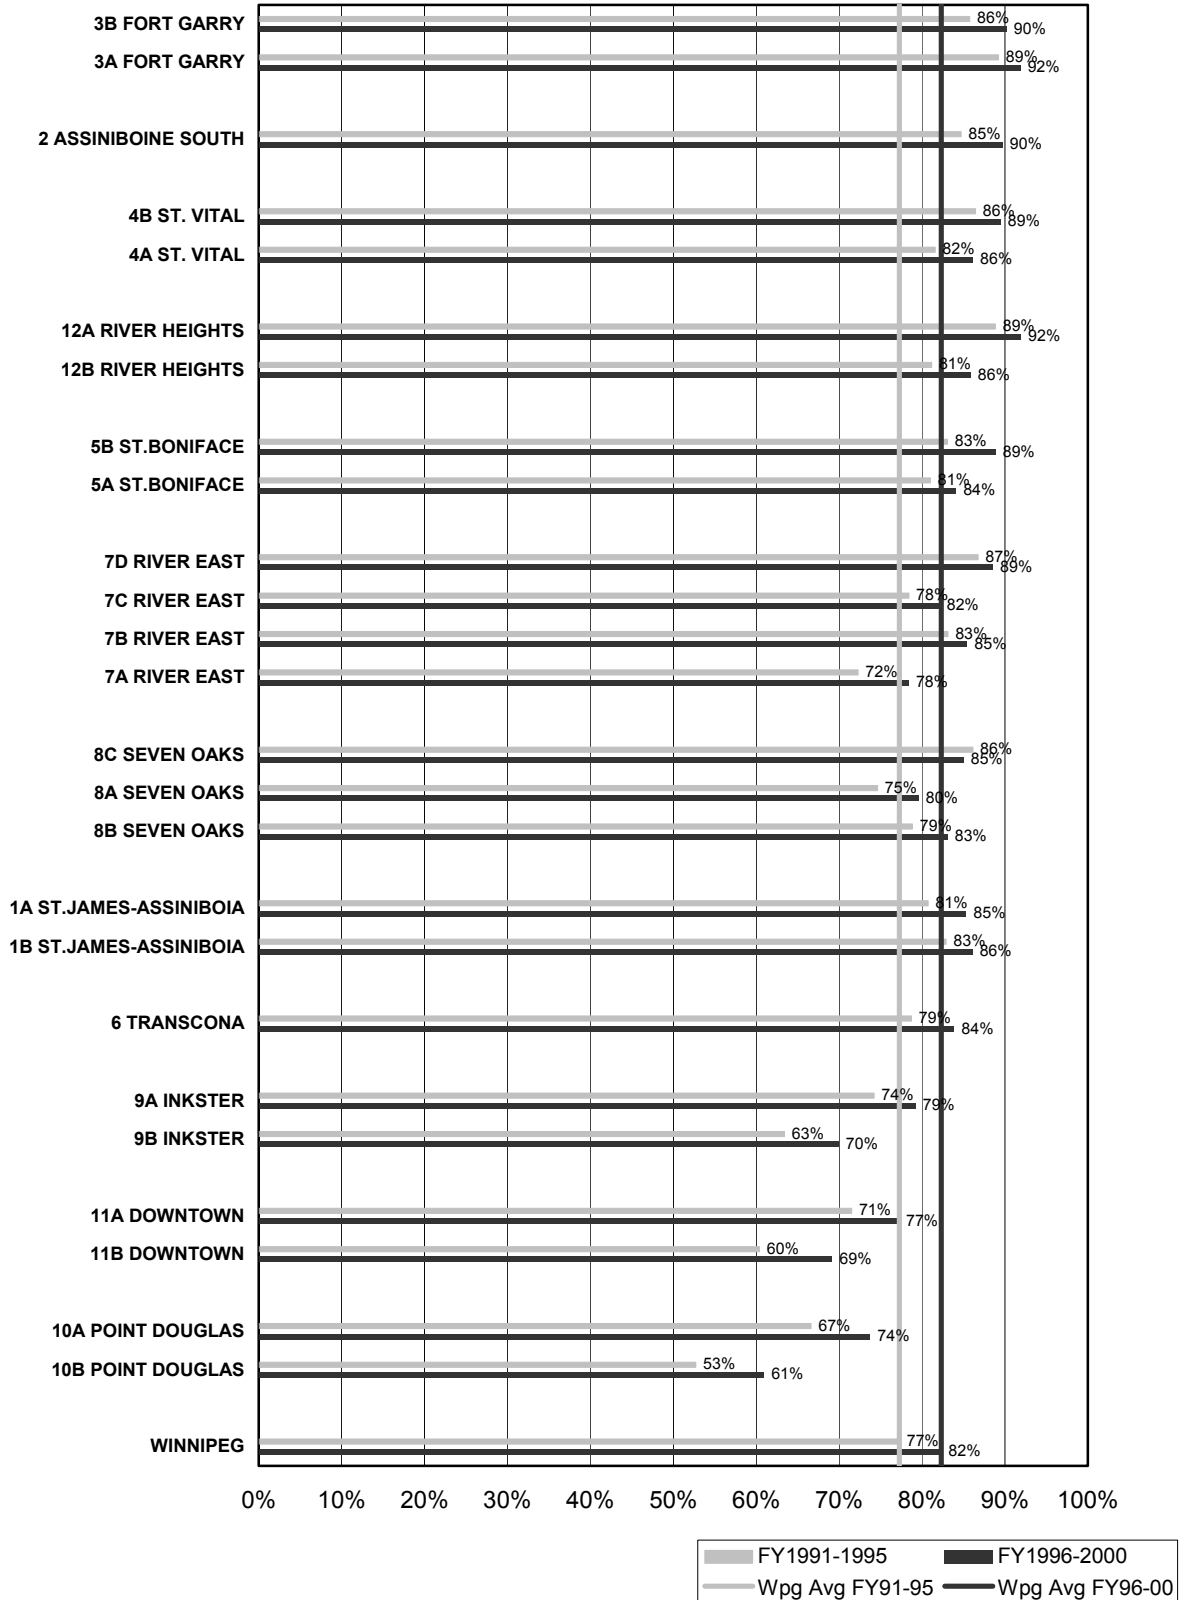 3B FORT GARRY 86% 90%
3A FORT GARRY 89% 92%
2 ASSINIBOINE SOUTH 85% 90%
4B ST. VITAL 86% 89%
4A ST. VITAL 82% 86%
12A RIVER HEIGHTS 89% 92%
12B RIVER HEIGHTS 81% 86%
5B ST.BONIFACE 83% 89%
5A ST.BONIFACE 81% 84%
7D RIVER EAST 87% 89%
7C RIVER EAST 78% 82%
7B RIVER EAST 83% 85%
7A RIVER EAST 72% 78%
8C SEVEN OAKS 86% 85%
8A SEVEN OAKS 75% 80%
8B SEVEN OAKS 79% 83%
1A ST.JAMES-ASSINIBOIA 81% 85%
1B ST.JAMES-ASSINIBOIA 83% 86%
6 TRANSCONA 79% 84%
9A INKSTER 74% 79%
9B INKSTER 63% 70%
11A DOWNTOWN 71% 77%
11B DOWNTOWN 60% 69%
10A POINT DOUGLAS 67% 74%
10B POINT DOUGLAS 53% 61%
WINNIPEG 77% 82%
0% 10% 20% 30% 40% 50% 60% 70% 80% 90% 100%
FY1991-1995 FY1996-2000
Wpg Avg FY91-95 Wpg Avg FY96-00